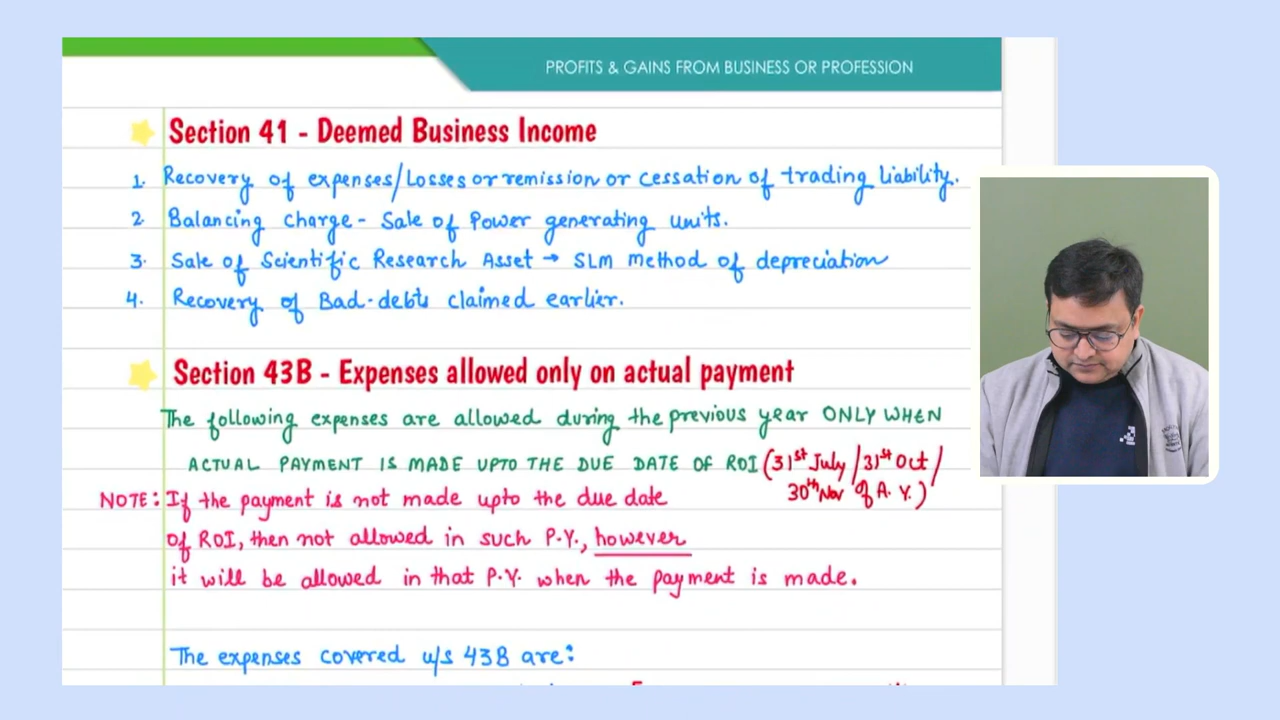 PROFITS & GAINS FROM BUSINESS OR PROFESSION
Section 41 - Deemed Business Income
1. Recovery of expenses/Losses or remission or cessation of trading liability.
2. Balancing charge - Sale of Power generating units.
3. Sale of Scientific Research Asset → SLM method of depreciation
4. Recovery of Bad-debts claimed earlier.
Section 43B - Expenses allowed only on actual payment
The following expenses are allowed during the previous year ONLY WHEN
ACTUAL PAYMENT IS MADE UPTO THE DUE DATE OF ROI (31st July / 31st Oct /
30th Nov of A.Y.)
NOTE: If the payment is not made upto the due date
of ROI, then not allowed in such P.Y., however
it will be allowed in that P.Y. when the payment is made.
The expenses covered u/s 43B are: